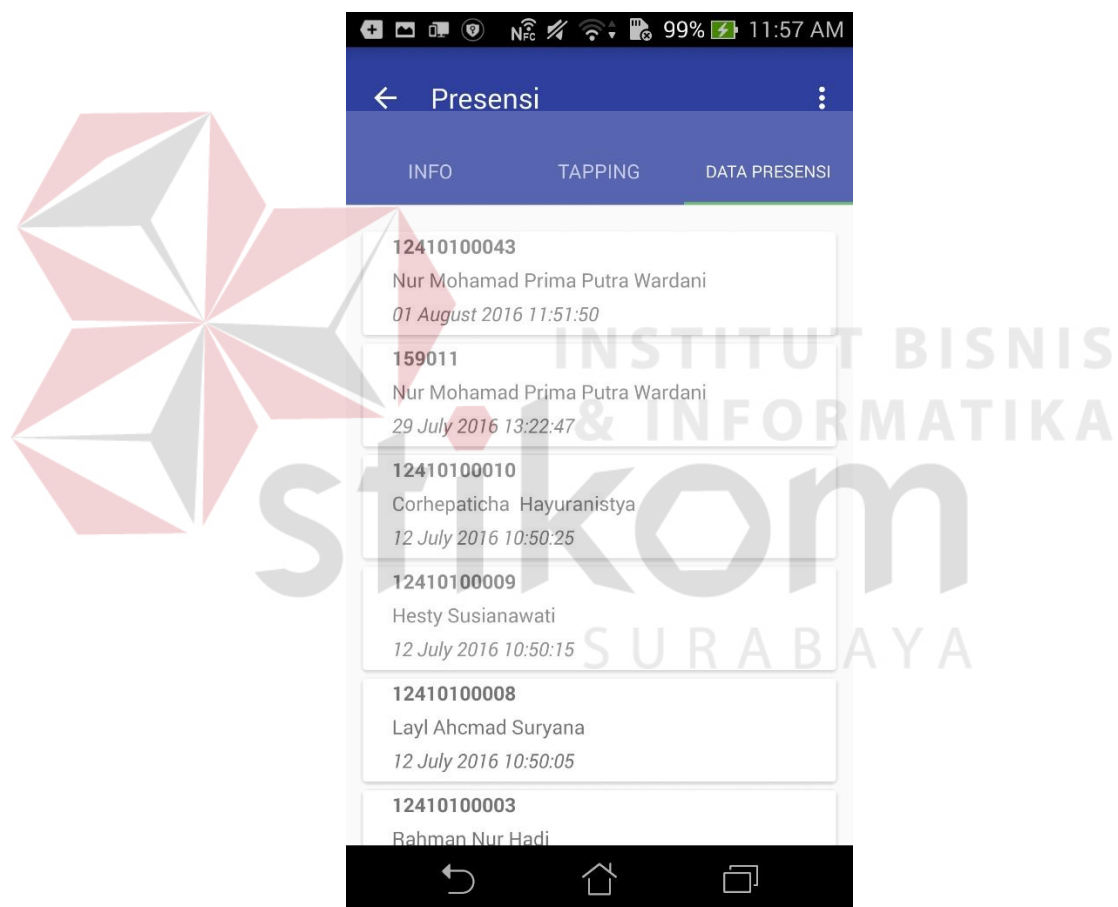 NFC 99% 11:57 AM
Presensi
INFO TAPPING DATA PRESENSI
12410100043
Nur Mohamad Prima Putra Wardani
01 August 2016 11:51:50
159011
Nur Mohamad Prima Putra Wardani
29 July 2016 13:22:47
12410100010
Corhepaticha Hayuranistya
12 July 2016 10:50:25
12410100009
Hesty Susianawati
12 July 2016 10:50:15
12410100008
Layl Ahcmad Suryana
12 July 2016 10:50:05
12410100003
Rahman Nur Hadi
INSTITUT BISNIS
& INFORMATIKA
stikom
SURABAYA